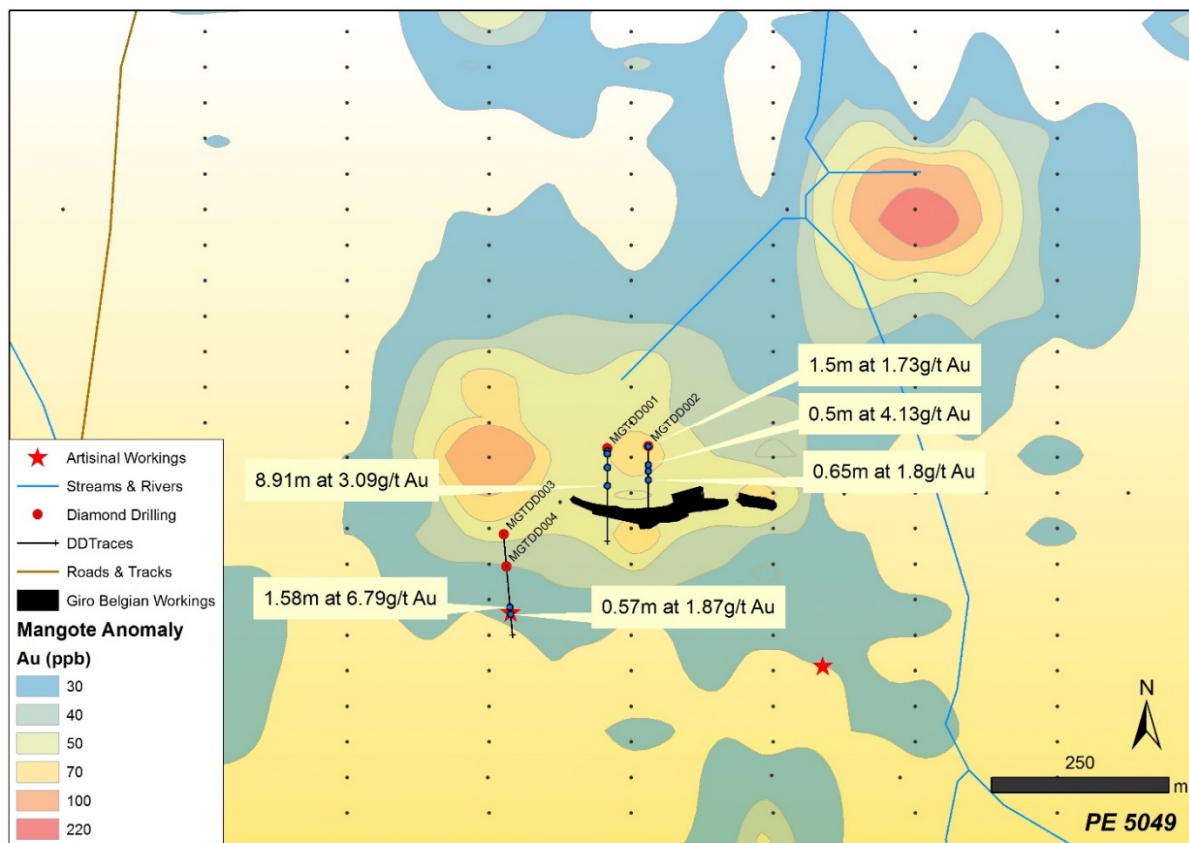 1.5m at 1.73g/t Au
MGTDD001
MGTDD002
0.5m at 4.13g/t Au
8.91m at 3.09g/t Au
0.65m at 1.8g/t Au
MGTDD003
MGTDD004
1.58m at 6.79g/t Au
0.57m at 1.87g/t Au
Artisinal Workings
Streams & Rivers
Diamond Drilling
DDTraces
Roads & Tracks
Giro Belgian Workings
Mangote Anomaly
Au (ppb)
30
40
50
70
100
220
N
250
m
PE 5049